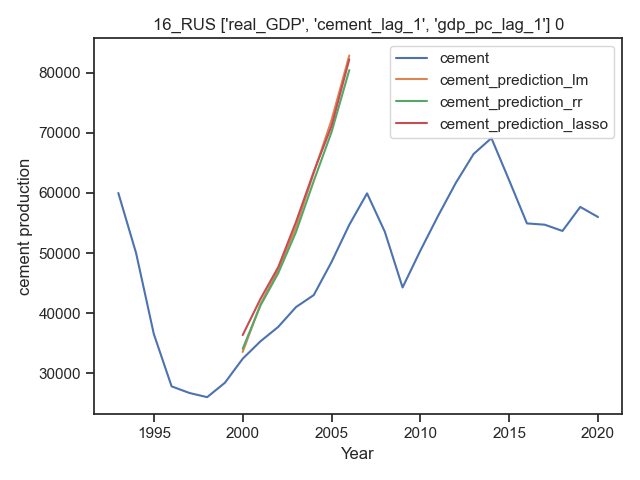 16_RUS ['real_GDP', 'cement_lag_1', 'gdp_pc_lag_1'] 0
cement
cement_prediction_lm
cement_prediction_rr
cement_prediction_lasso
80000
70000
60000
50000
40000
30000
cement production
1995
2000
2005
2010
2015
2020
Year